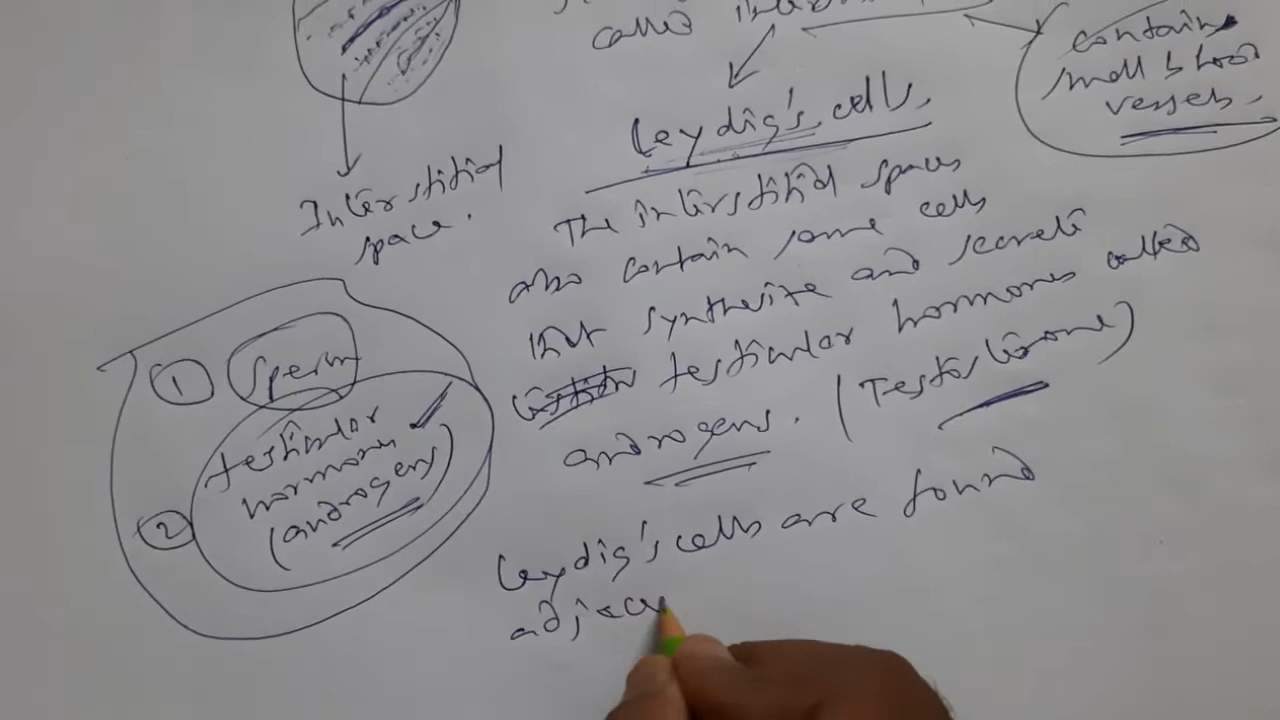 called
contains
small blood
vessels.
Leydig's cells.
Interstitial
space.
The interstitial spaces
also contain some cells
that synthesize and secrete
testicular hormones called
androgens. (Testosterone)
① Sperm
② testicular
hormones
(androgens)
Leydig's cells are found
adjace